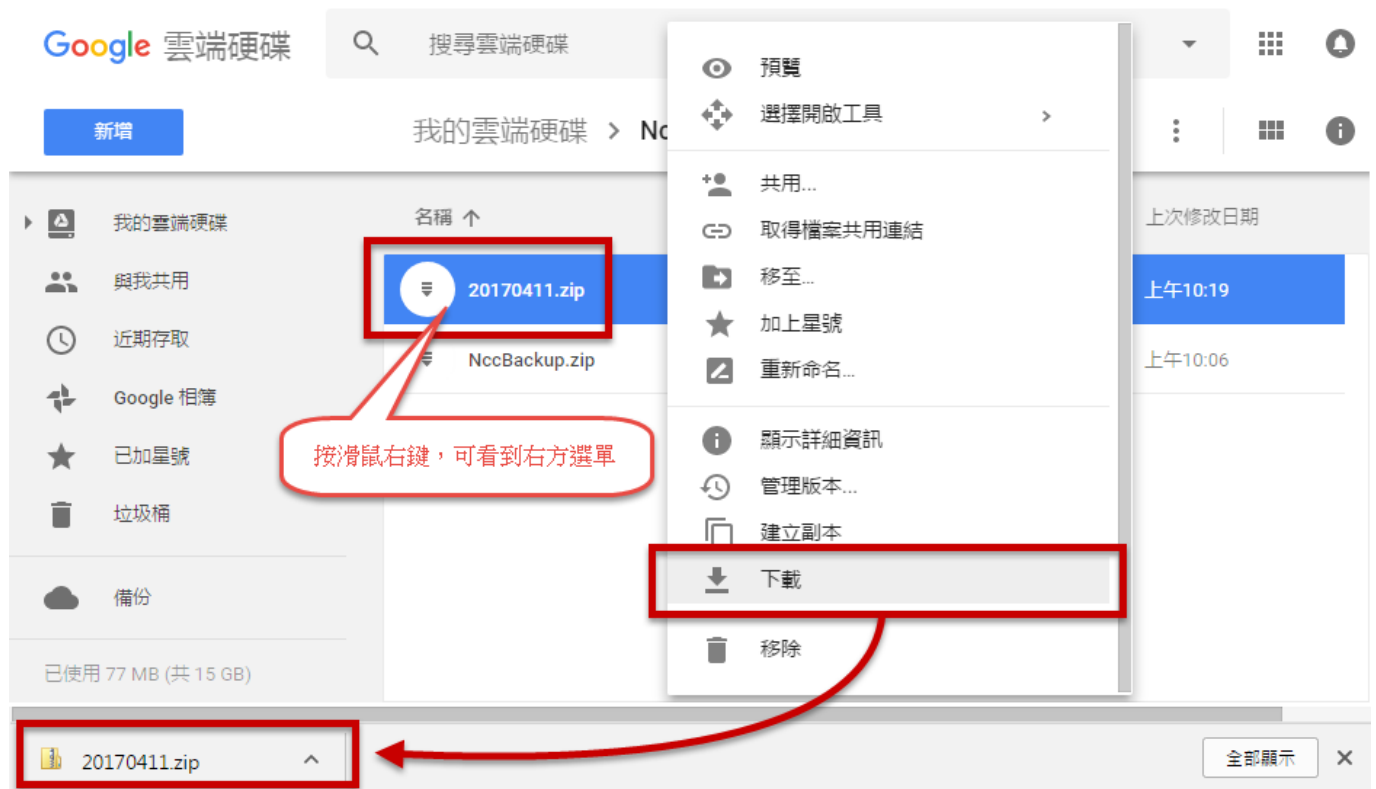 Google 雲端硬碟
搜尋雲端硬碟
新增
我的雲端硬碟 > Nc
我的雲端硬碟
與我共用
近期存取
Google 相簿
已加星號
垃圾桶
備份
已使用 77 MB (共 15 GB)
名稱
上次修改日期
20170411.zip
上午10:19
NccBackup.zip
上午10:06
按滑鼠右鍵，可看到右方選單
預覽
選擇開啟工具
共用...
取得檔案共用連結
移至...
加上星號
重新命名...
顯示詳細資訊
管理版本...
建立副本
下載
移除
20170411.zip
全部顯示